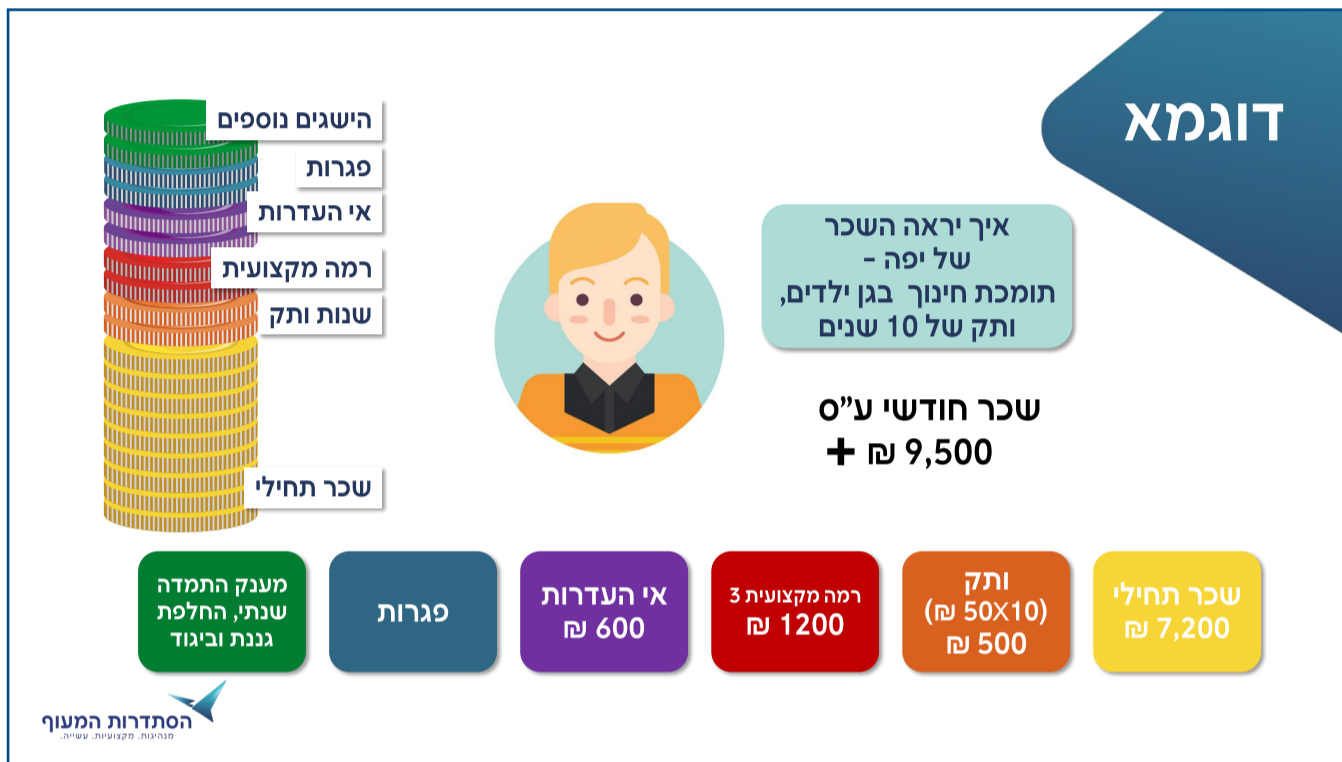 דוגמא
איך יראה השכר
של יפה -
תומכת חינוך בגן ילדים,
ותק של 10 שנים
שכר חודשי ע"ס
9,500 ₪ +
הישגים נוספים
פגרות
אי העדרות
רמה מקצועית
שנות ותק
שכר תחילי
שכר תחילי
7,200 ₪
ותק
(50X10 ₪)
500 ₪
רמה מקצועית 3
1200 ₪
אי העדרות
600 ₪
פגרות
מענק התמדה
שנתי, החלפת
גננת וביגוד
הסתדרות המעוף
מנהיגות. מקצועיות. עשייה.